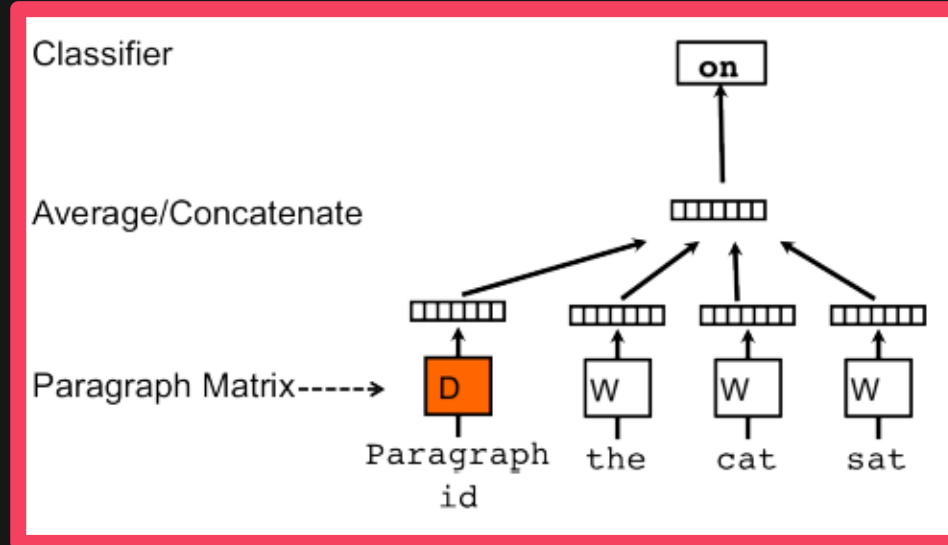 Classifier
on
Average/Concatenate
Paragraph Matrix
D
W
W
W
Paragraph id
the
cat
sat